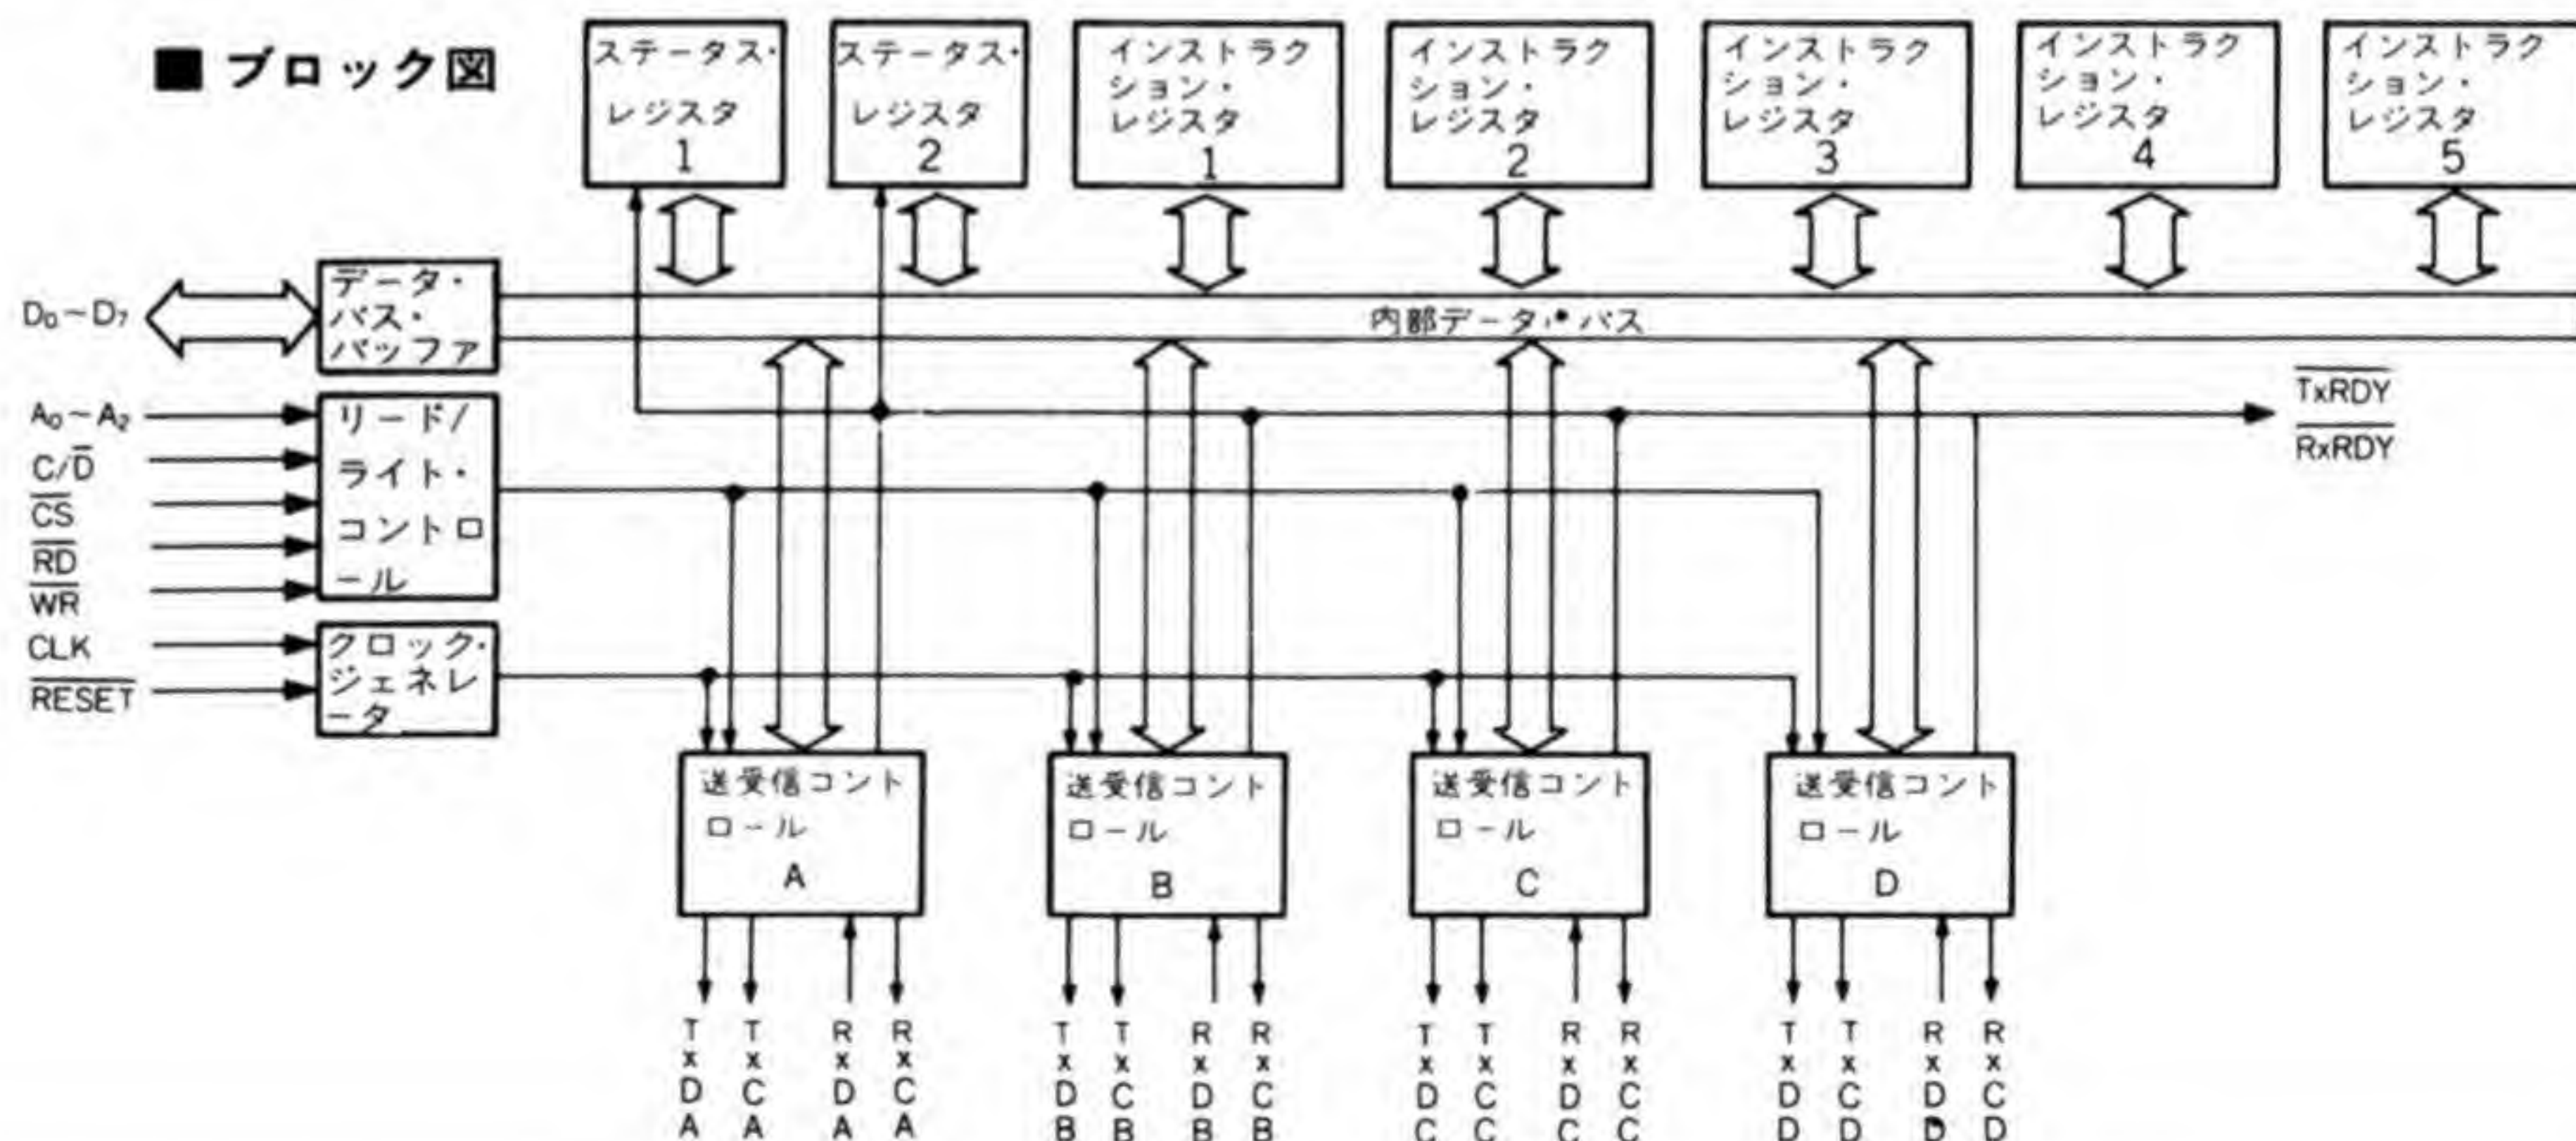 ■ ブロック図
ステータス・
レジスタ
1
ステータス・
レジスタ
2
インストラク
ション・
レジスタ
1
インストラク
ション・
レジスタ
2
インストラク
ション・
レジスタ
3
インストラク
ション・
レジスタ
4
インストラク
ション・
レジスタ
5
D₀~D₇
データ・
バス・
バッファ
内部データ・バス
A₀~A₂
C/D̅
C̅S̅
R̅D̅
W̅R̅
リード/
ライト・
コントロ
ール
T̅x̅R̅D̅Y̅
R̅x̅R̅D̅Y̅
CLK
R̅E̅S̅E̅T̅
クロック・
ジェネレ
ータ
送受信コント
ロール
A
送受信コント
ロール
B
送受信コント
ロール
C
送受信コント
ロール
D
TxDA
TxCA
RxDA
RxCA
TxDB
TxCB
RxDB
RxCB
TxDC
TxCC
RxDC
RxCC
TxDD
TxCD
RxDD
RxCD